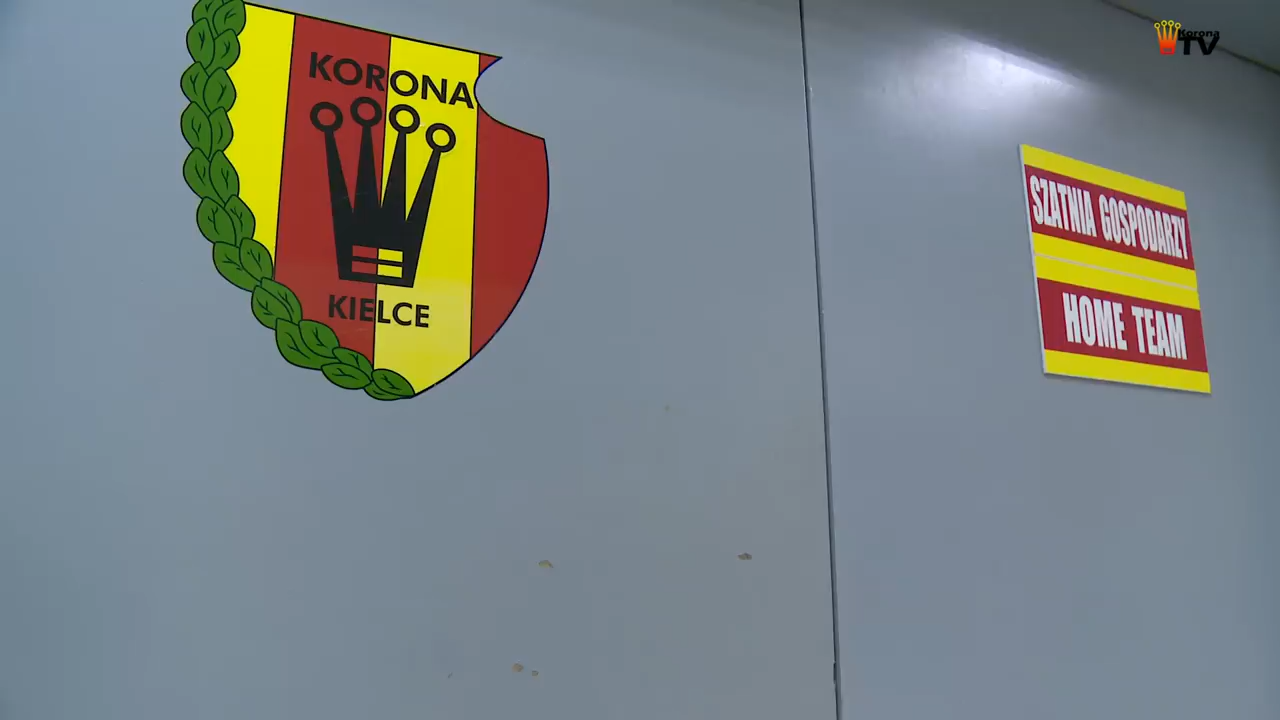 KORONA
KIELCE
Korona
TV
SZATNIA GOSPODARZY
HOME TEAM